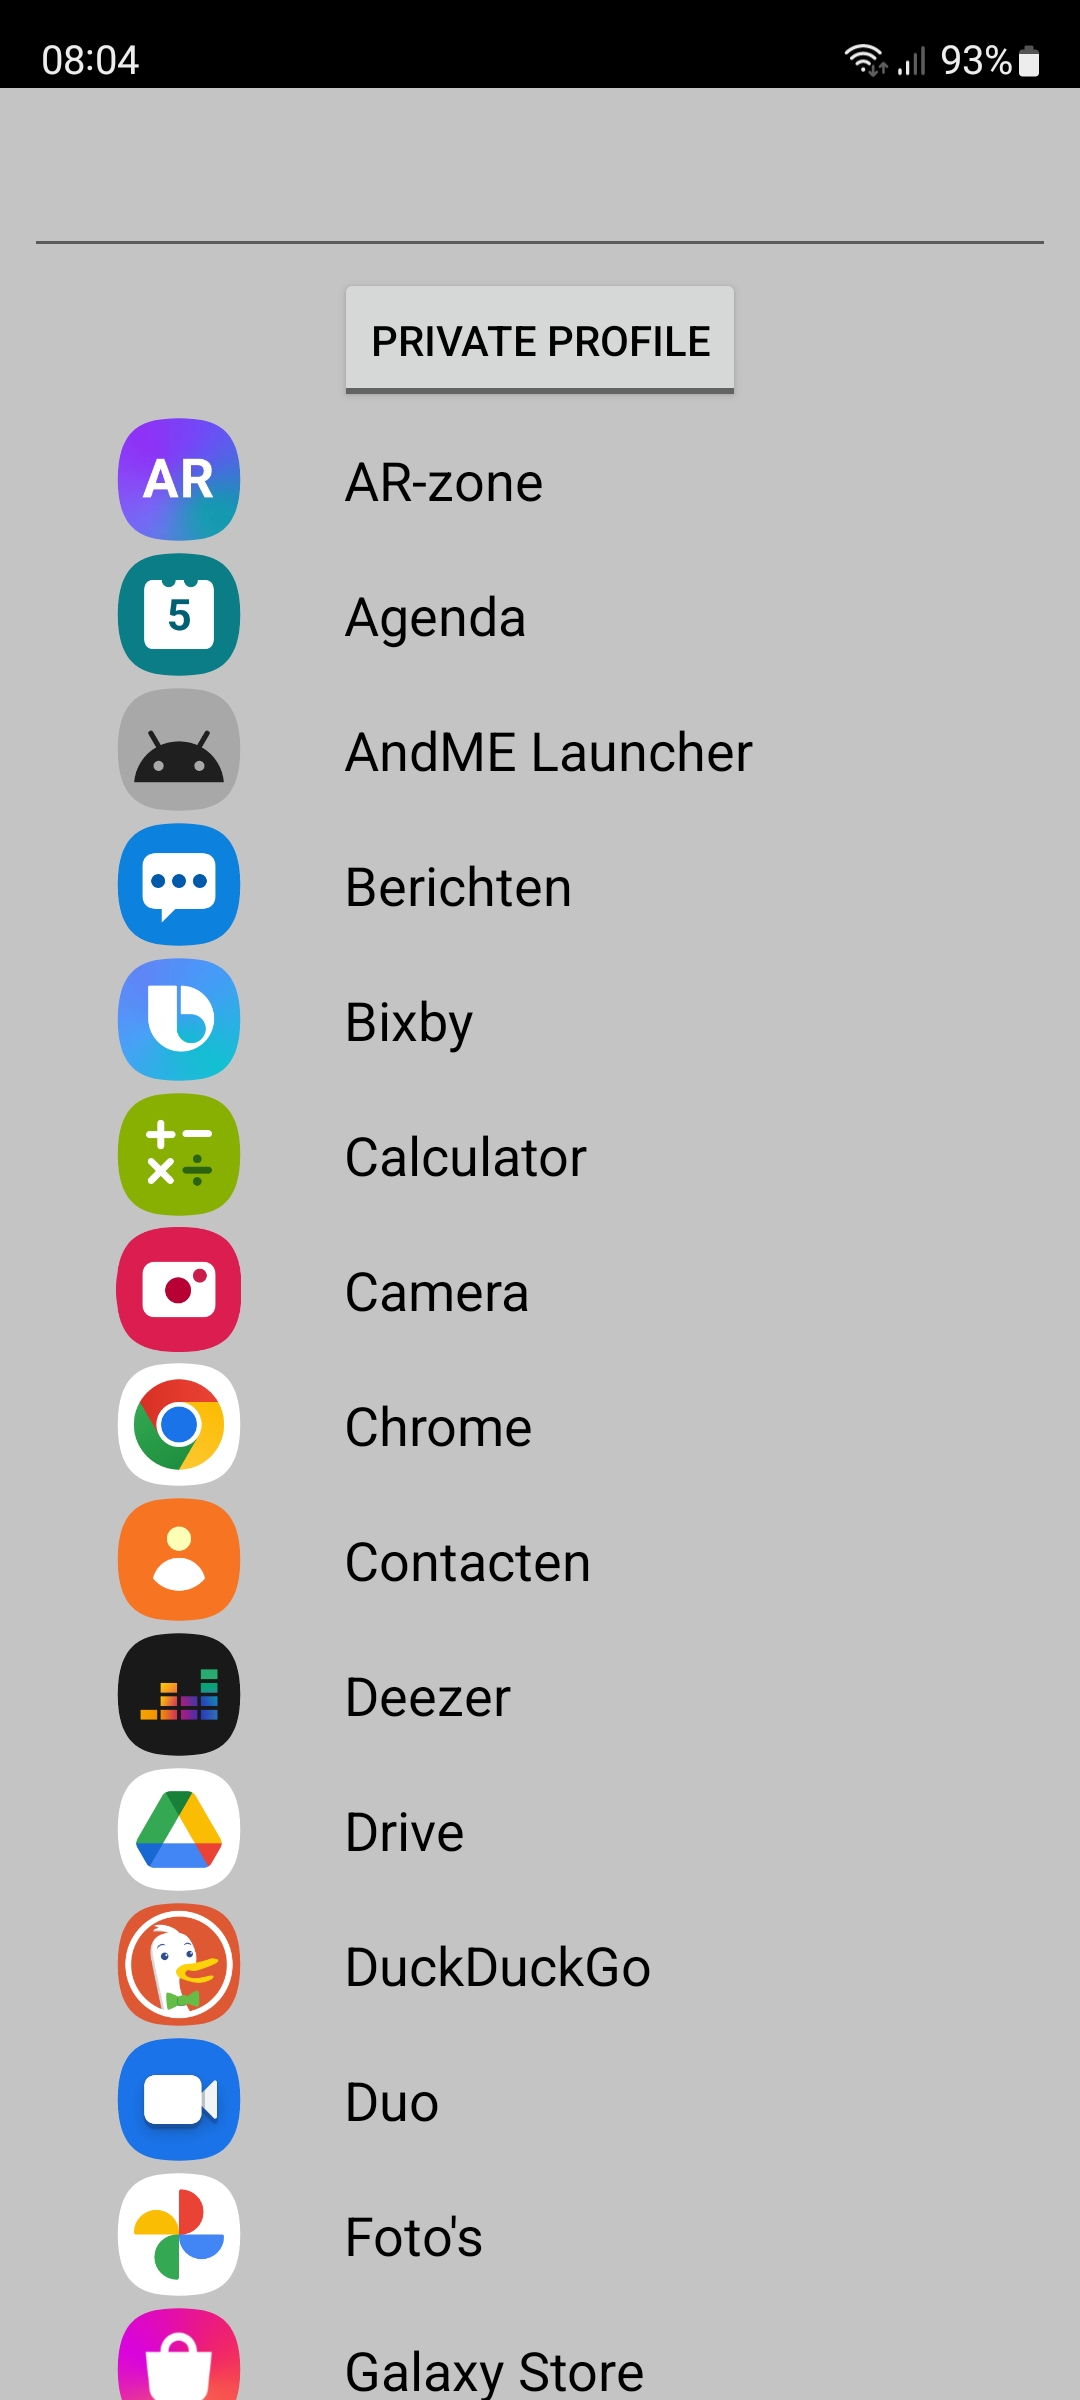 08:04 93%
PRIVATE PROFILE
AR AR-zone
5 Agenda
AndME Launcher
Berichten
Bixby
Calculator
Camera
Chrome
Contacten
Deezer
Drive
DuckDuckGo
Duo
Foto's
Galaxy Store